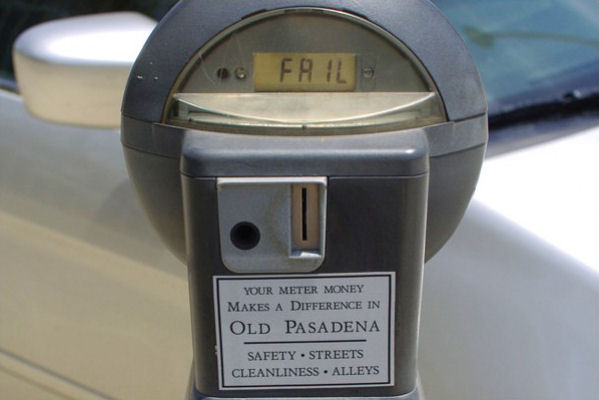 FAIL
YOUR METER MONEY
MAKES A DIFFERENCE IN
OLD PASADENA
SAFETY • STREETS
CLEANLINESS • ALLEYS